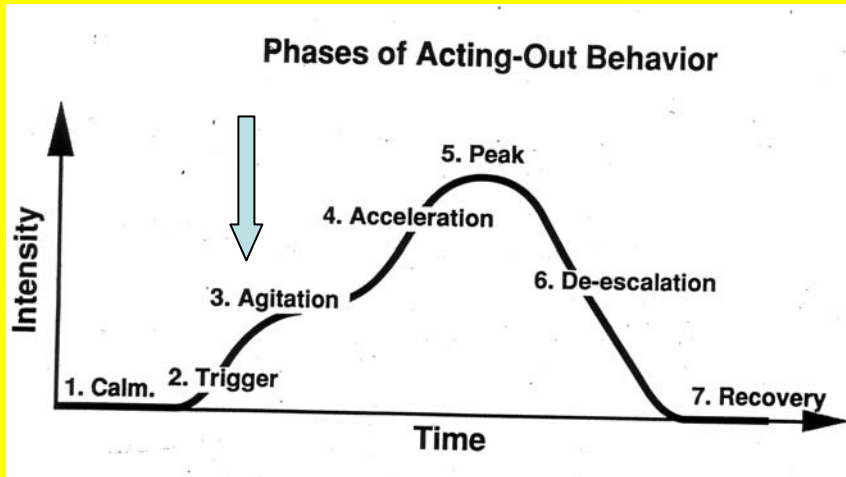 Phases of Acting-Out Behavior
5. Peak
4. Acceleration
6. De-escalation
3. Agitation
2. Trigger
1. Calm.
7. Recovery
Intensity
Time